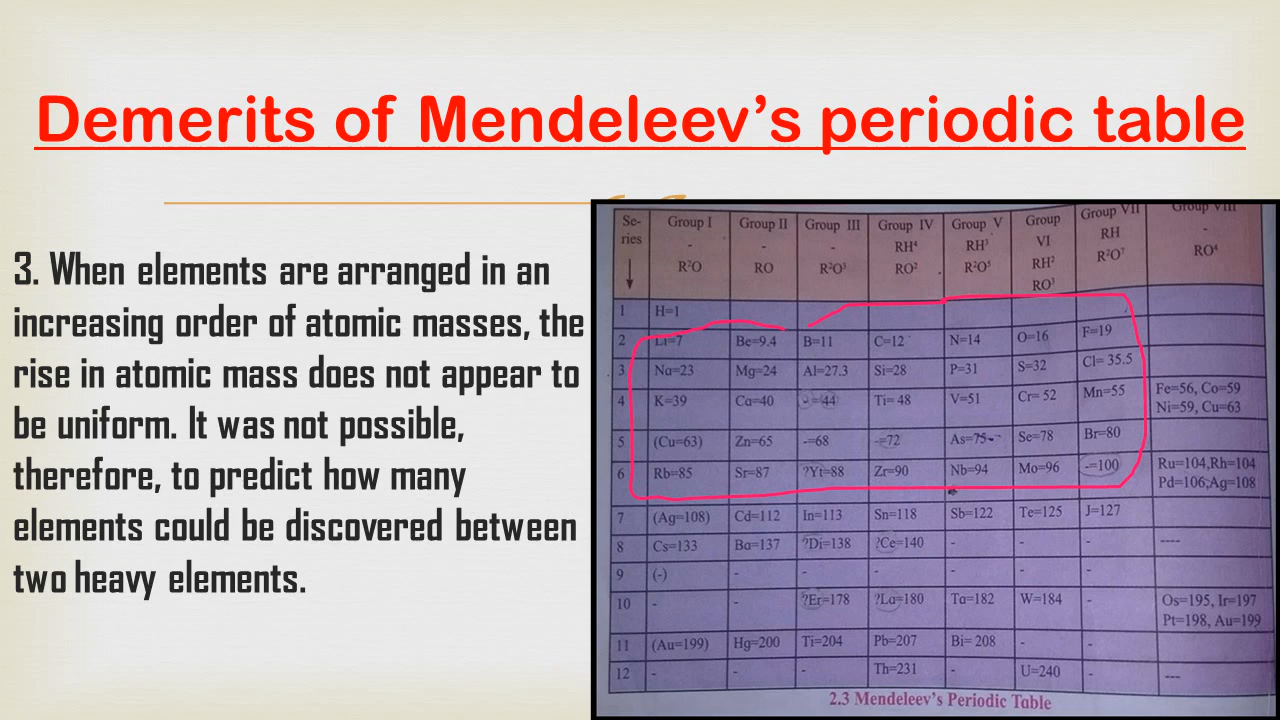 Demerits of Mendeleev’s periodic table
3. When elements are arranged in an
increasing order of atomic masses, the
rise in atomic mass does not appear to
be uniform. It was not possible,
therefore, to predict how many
elements could be discovered between
two heavy elements.
Se-
ries
Group I
-
R²O
Group II
-
RO
Group III
-
R²O³
Group IV
RH⁴
RO²
Group V
RH³
R²O⁵
Group
VI
RH²
RO³
Group VII
RH
R²O⁷
Group VIII
-
RO⁴
1 H=1
2 Li=7 Be=9.4 B=11 C=12 N=14 O=16 F=19
3 Na=23 Mg=24 Al=27.3 Si=28 P=31 S=32 Cl= 35.5
4 K=39 Ca=40 -=44 Ti= 48 V=51 Cr= 52 Mn=55 Fe=56, Co=59
Ni=59, Cu=63
5 (Cu=63) Zn=65 -=68 -=72 As=75 Se=78 Br=80
6 Rb=85 Sr=87 ?Yt=88 Zr=90 Nb=94 Mo=96 -=100 Ru=104,Rh=104
Pd=106,Ag=108
7 (Ag=108) Cd=112 In=113 Sn=118 Sb=122 Te=125 J=127
8 Cs=133 Ba=137 ?Di=138 ?Ce=140 - - - ----
9 (-) - - - - - -
10 - - ?Er=178 ?La=180 Ta=182 W=184 - Os=195, Ir=197
Pt=198, Au=199
11 (Au=199) Hg=200 Ti=204 Pb=207 Bi= 208 - -
12 - - - Th=231 - U=240 - ---
2.3 Mendeleev’s Periodic Table